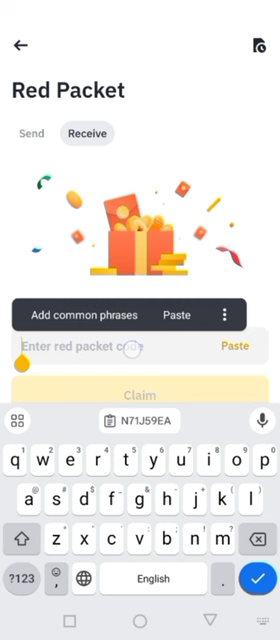 Red Packet
Send Receive
Add common phrases Paste
Enter red packet code Paste
Claim
N71J59EA
q w e r t y u i o p
a s d f g h j k l
z x c v b n m
?123 , English .